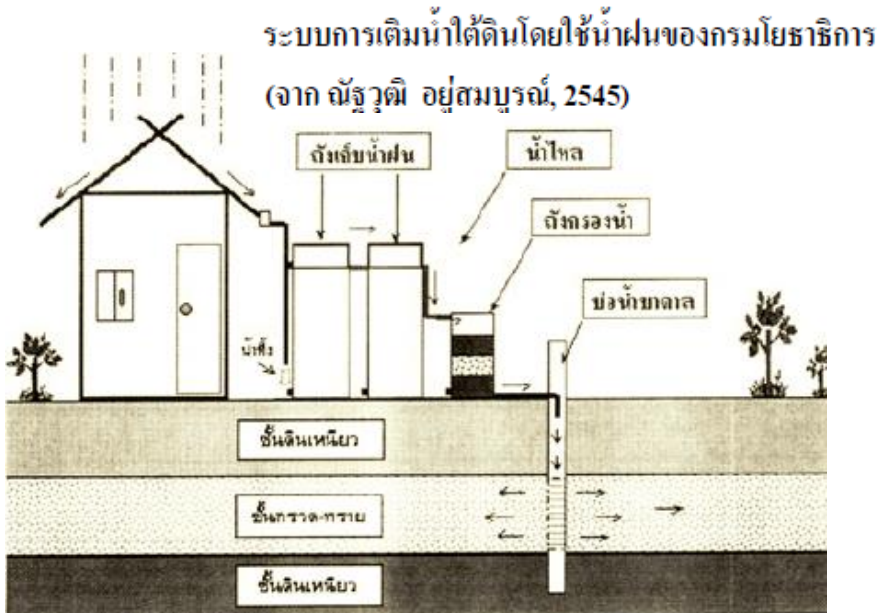 ระบบการเติมน้ำใต้ดินโดยใช้น้ำฝนของกรมโยธาธิการ
(จาก ณัฐวุฒิ อยู่สมบูรณ์, 2545)
ถังเก็บน้ำฝน
น้ำไหล
ถังกรองน้ำ
บ่อน้ำบาดาล
น้ำทิ้ง
ชั้นดินเหนียว
ชั้นกรวด-ทราย
ชั้นดินเหนียว